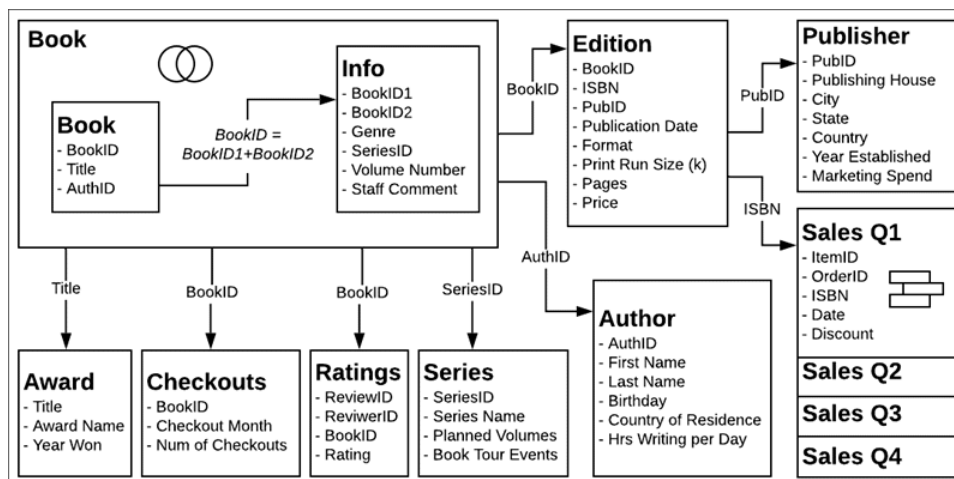 Book
Book
- BookID
- Title
- AuthID
BookID =
BookID1+BookID2
Info
- BookID1
- BookID2
- Genre
- SeriesID
- Volume Number
- Staff Comment
BookID
Edition
- BookID
- ISBN
- PubID
- Publication Date
- Format
- Print Run Size (k)
- Pages
- Price
PubID
ISBN
Publisher
- PubID
- Publishing House
- City
- State
- Country
- Year Established
- Marketing Spend
Sales Q1
- ItemID
- OrderID
- ISBN
- Date
- Discount
Sales Q2
Sales Q3
Sales Q4
Title
BookID
BookID
SeriesID
AuthID
Award
- Title
- Award Name
- Year Won
Checkouts
- BookID
- Checkout Month
- Num of Checkouts
Ratings
- ReviewID
- ReviwerID
- BookID
- Rating
Series
- SeriesID
- Series Name
- Planned Volumes
- Book Tour Events
Author
- AuthID
- First Name
- Last Name
- Birthday
- Country of Residence
- Hrs Writing per Day